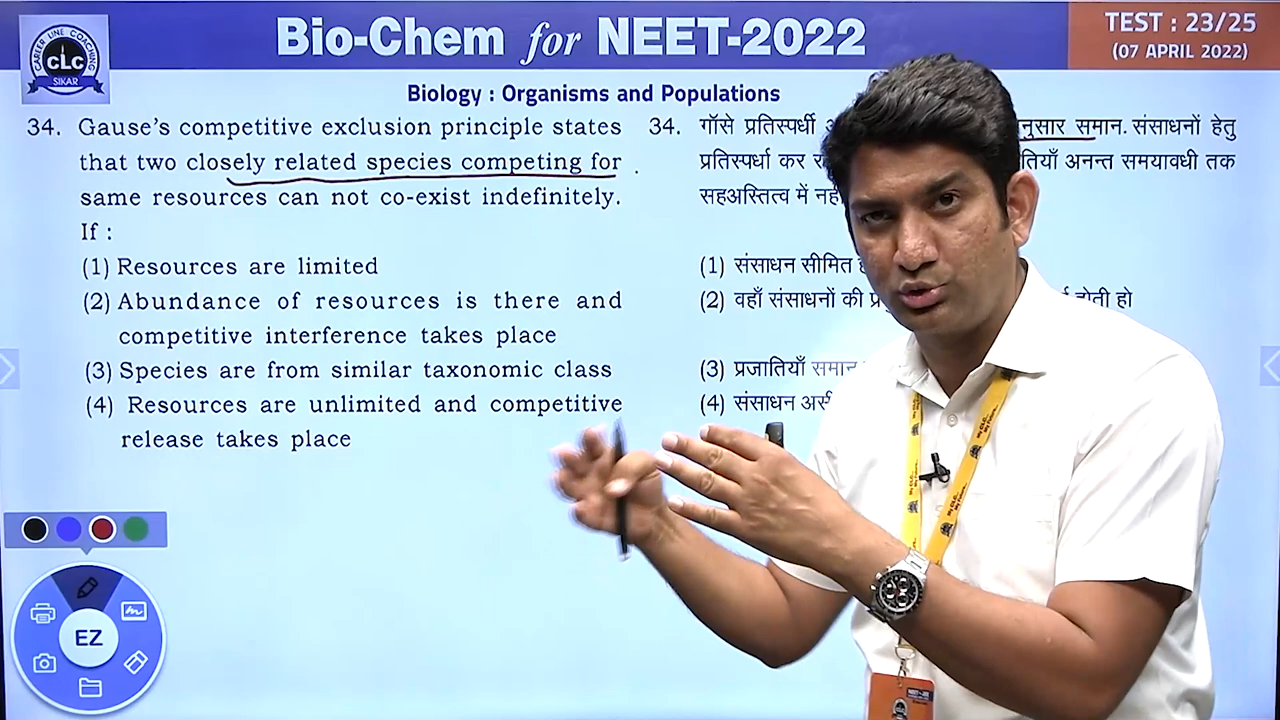 CAREER LINE COACHING
CLC
SIKAR
Bio-Chem for NEET-2022
TEST : 23/25
(07 APRIL 2022)
Biology : Organisms and Populations
34. Gause's competitive exclusion principle states
that two closely related species competing for
same resources can not co-exist indefinitely.
If :
(1) Resources are limited
(2) Abundance of resources is there and
competitive interference takes place
(3) Species are from similar taxonomic class
(4) Resources are unlimited and competitive
release takes place
34. गॉसे प्रतिस्पर्धी समान. संसाधनों हेतु
प्रतिस्पर्धा कर अनन्त समयावधी तक
सहअस्तित्व में
(1) संसाधन सीमित
(2) वहाँ संसाधनों की होती हो
(3) प्रजातियाँ समान
(4) संसाधन
EZ